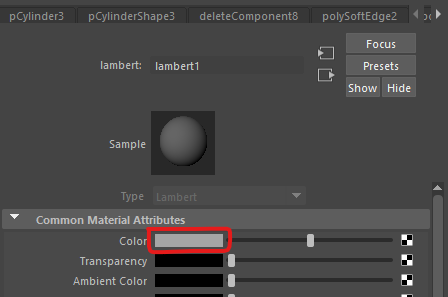 pCylinder3 pCylinderShape3 deleteComponent8 polySoftEdge2
lambert: lambert1
Focus
Presets
Show Hide
Sample
Type Lambert
Common Material Attributes
Color
Transparency
Ambient Color